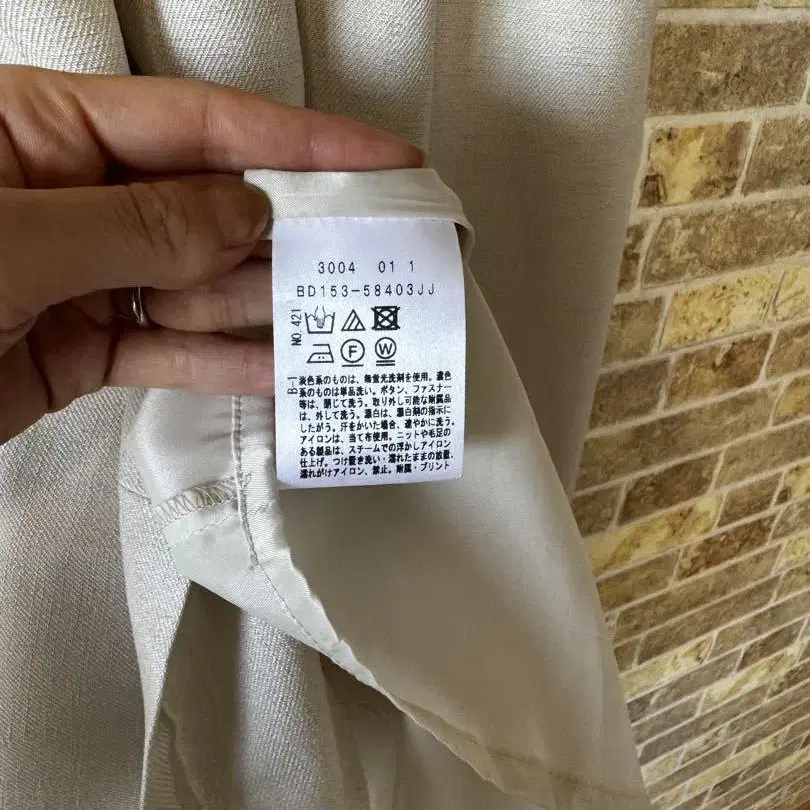 3004 01 1
BD153-58403JJ
NO.421
F
W
B-1
淡色系のものは、無蛍光洗剤を使用。濃色
系のものは単品洗い。ボタン、ファスナー
等は、閉じて洗う。取り外し可能な附属品
は、外して洗う。漂白は、漂白剤の指示に
したがう。汗をかいた場合、速やかに洗う。
アイロンは、当て布使用。ニットや毛足の
ある製品は、スチームでの浮かしアイロン
仕上げ。つけ置き洗い・濡れたままの放置、
濡れがけアイロン、禁止。附属・プリント